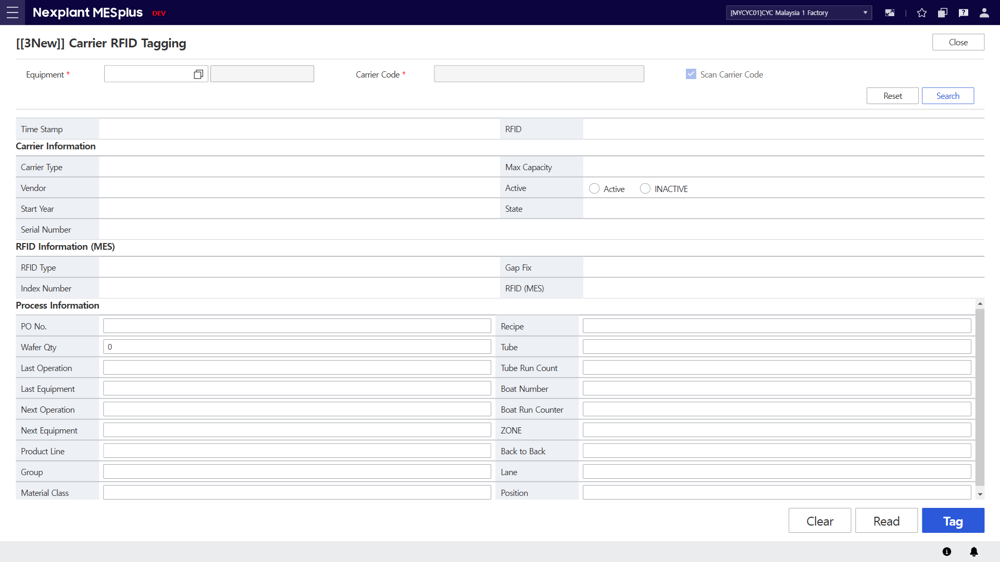 Nexplant MESplus DEV
[MYCYC01]CYC Malaysia 1 Factory
[[3New]] Carrier RFID Tagging
Close
Equipment *
Carrier Code *
Scan Carrier Code
Reset
Search
Time Stamp
RFID
Carrier Information
Carrier Type
Max Capacity
Vendor
Active
Active
INACTIVE
Start Year
State
Serial Number
RFID Information (MES)
RFID Type
Gap Fix
Index Number
RFID (MES)
Process Information
PO No.
Recipe
Wafer Qty
0
Tube
Last Operation
Tube Run Count
Last Equipment
Boat Number
Next Operation
Boat Run Counter
Next Equipment
ZONE
Product Line
Back to Back
Group
Lane
Material Class
Position
Clear
Read
Tag